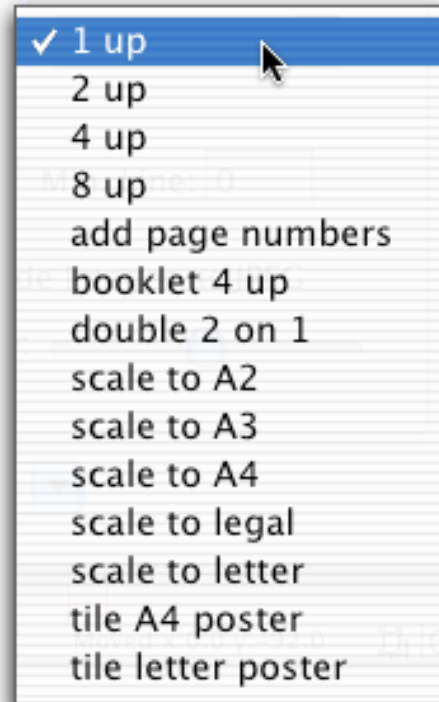 ✓ 1 up
2 up
4 up
8 up
add page numbers
booklet 4 up
double 2 on 1
scale to A2
scale to A3
scale to A4
scale to legal
scale to letter
tile A4 poster
tile letter poster